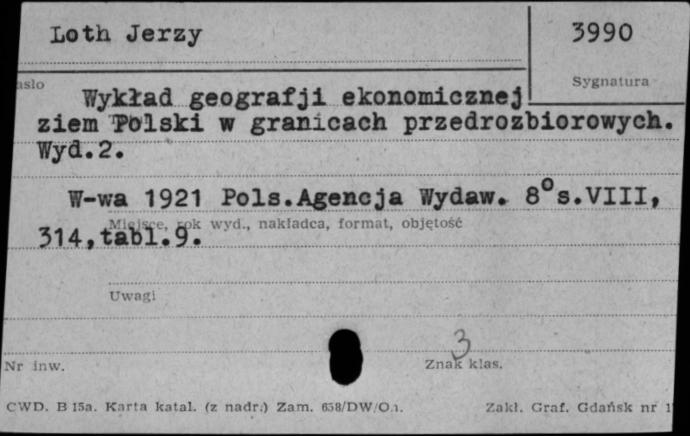 Loth Jerzy
3990
asło
Sygnatura
Wykład geografji ekonomicznej
ziem Polski w granicach przedrozbiorowych.
Wyd.2.
W-wa 1921 Pols.Agencja Wydaw. 8°s.VIII,
Miejsce, rok wyd., nakładca, format, objętość
314,tabl.9.
Uwagi
3
Nr inw.
Znak klas.
CWD. B 15a. Karta katal. (z nadr.) Zam. 658/DW/
Zakł. Graf. Gdańsk nr 1